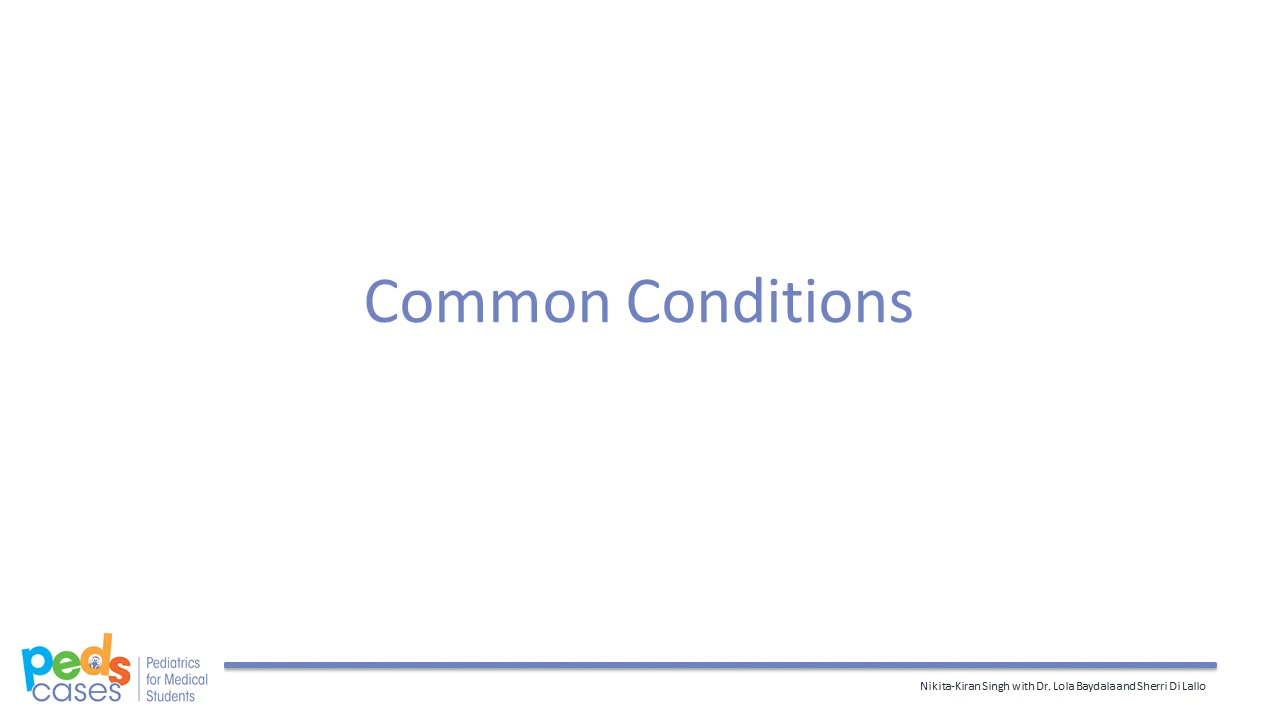 Common Conditions
peds
cases
Pediatrics
for Medical
Students
Nikita-Kiran Singh with Dr. Lola Baydala and Sherri Di Lallo